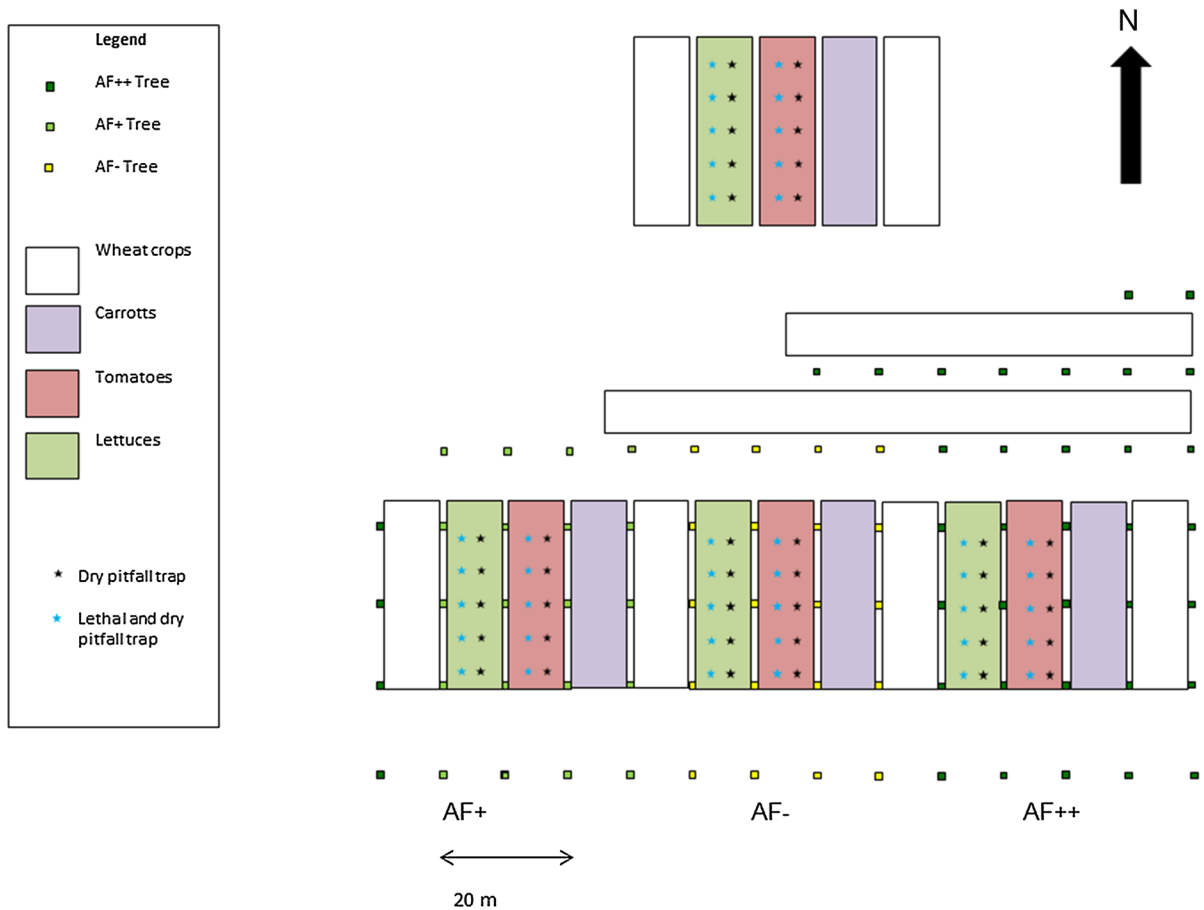 Legend
AF++ Tree
AF+ Tree
AF- Tree
Wheat crops
Carrotts
Tomatoes
Lettuces
Dry pitfall trap
Lethal and dry
pitfall trap
N
AF+
AF-
AF++
20 m